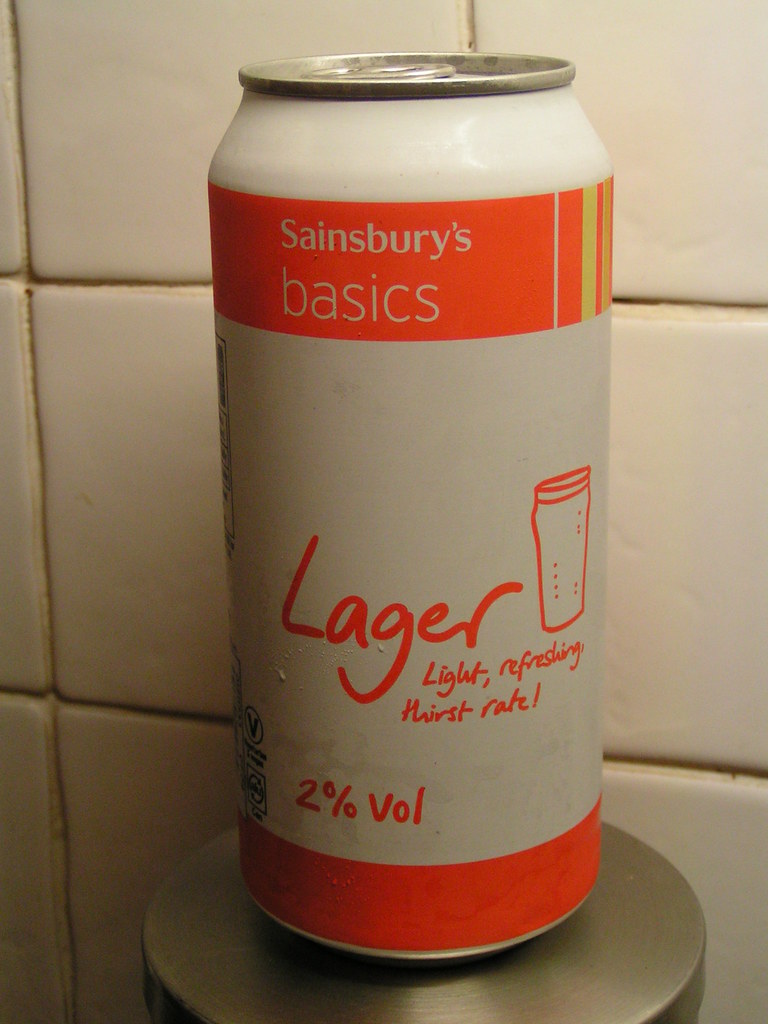 Sainsbury's
basics
Lager
Light, refreshing,
thirst rate!
2% Vol
V